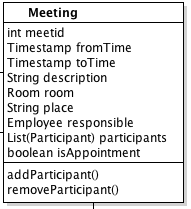 Meeting
int meetid
Timestamp fromTime
Timestamp toTime
String description
Room room
String place
Employee responsible
List(Participant) participants
boolean isAppointment
addParticipant()
removeParticipant()